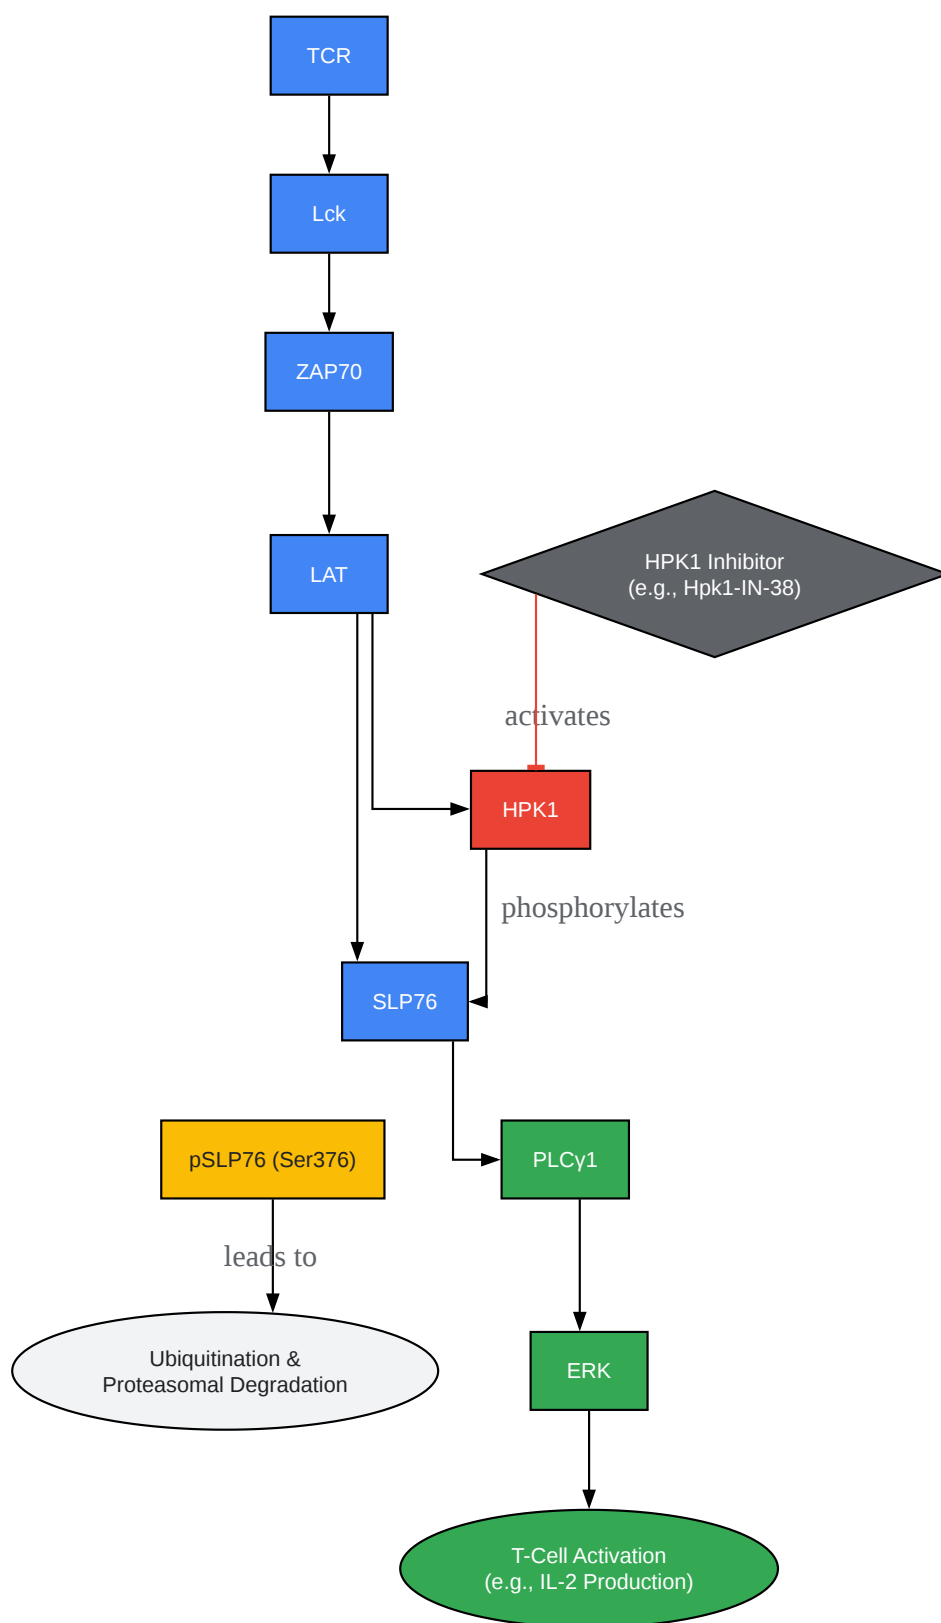 TCR
Lck
ZAP70
LAT
HPK1 Inhibitor
(e.g., Hpk1-IN-38)
activates
HPK1
phosphorylates
SLP76
pSLP76 (Ser376)
PLCγ1
leads to
Ubiquitination &
Proteasomal Degradation
ERK
T-Cell Activation
(e.g., IL-2 Production)